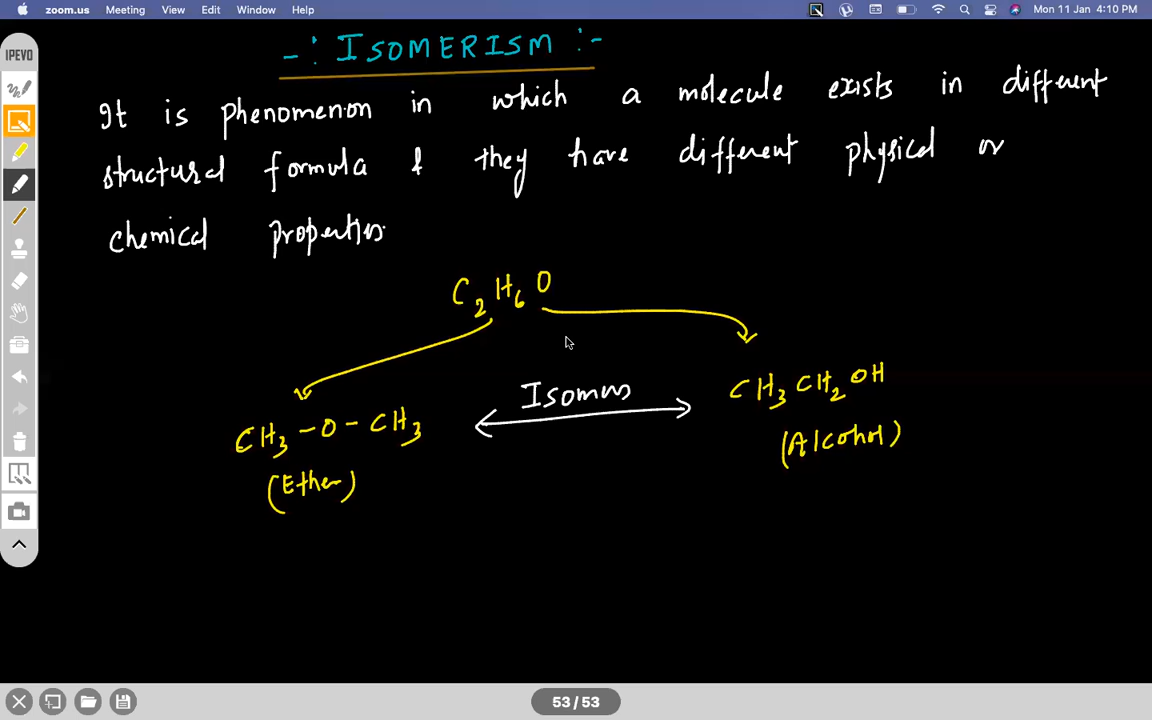 zoom.us Meeting View Edit Window Help Mon 11 Jan 4:10 PM
IPEVO
-: ISOMERISM :-
It is phenomenon in which a molecule exists in different
structural formula & they have different physical or
chemical properties.
C2H6O
Isomers
CH3CH2OH
CH3-O-CH3
(Alcohol)
(Ether)
53/53